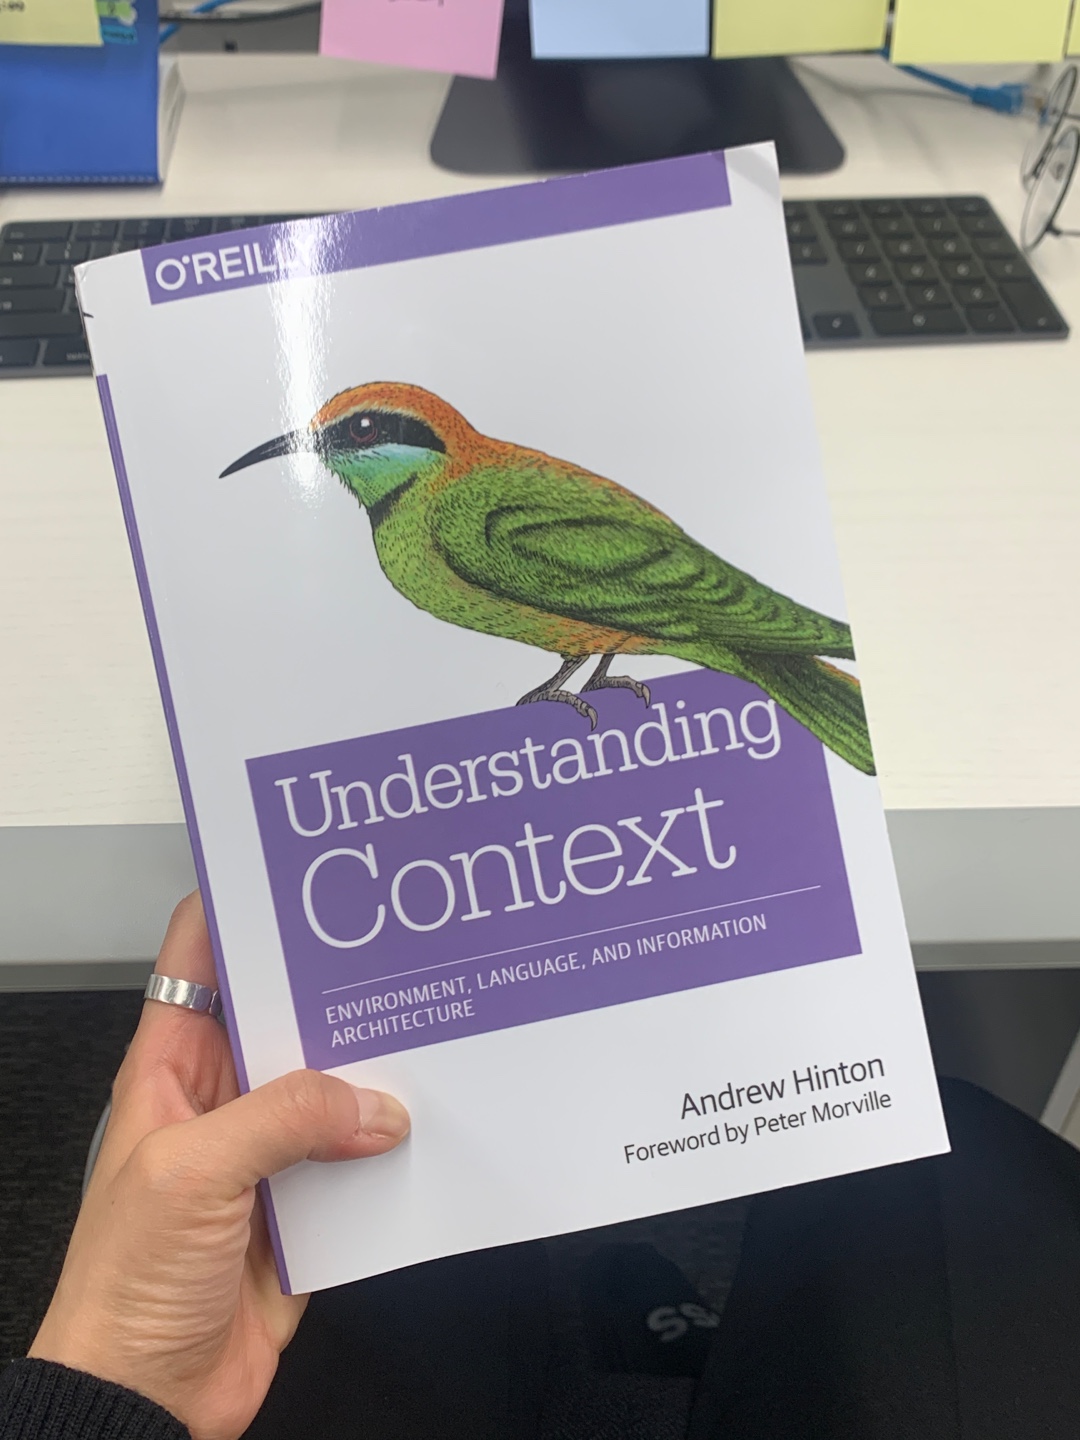 O'REILLY
Understanding
Context
ENVIRONMENT, LANGUAGE, AND INFORMATION
ARCHITECTURE
Andrew Hinton
Foreword by Peter Morville